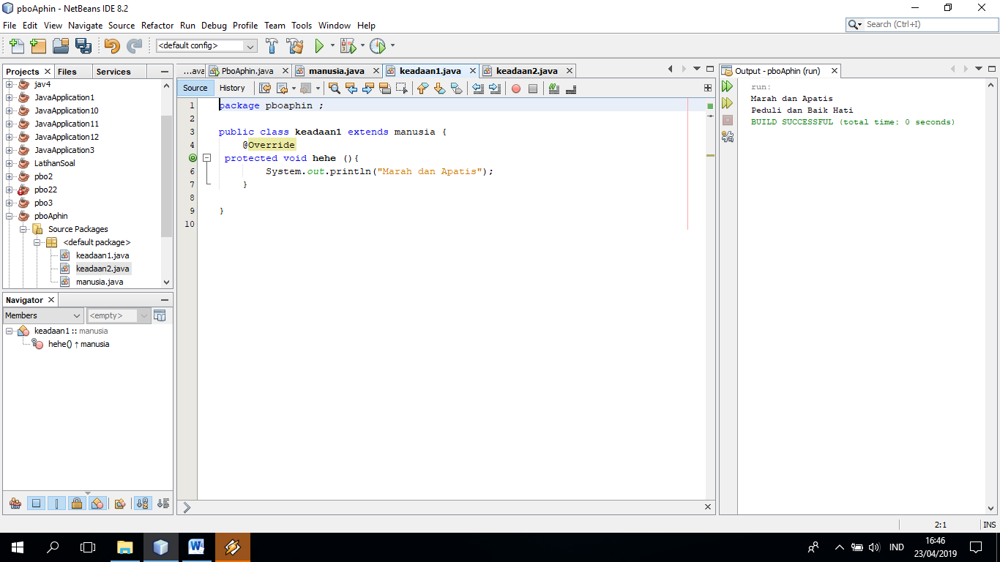 pboAphin - NetBeans IDE 8.2
File Edit View Navigate Source Refactor Run Debug Profile Team Tools Window Help
Search (Ctrl+I)
<default config>
Projects Files Services
jav4
JavaApplication1
JavaApplication10
JavaApplication11
JavaApplication12
JavaApplication3
LatihanSoal
pbo2
pbo22
pbo3
pboAphin
Source Packages
<default package>
keadaan1.java
keadaan2.java
manusia.java
Navigator
Members <empty>
keadaan1 :: manusia
hehe() ↑ manusia
...ava PboAphin.java manusia.java keadaan1.java keadaan2.java
Source History
1 package pboaphin ;
2
3 public class keadaan1 extends manusia {
4 @Override
protected void hehe (){
6 System.out.println("Marah dan Apatis");
7 }
8
9 }
10
Output - pboAphin (run)
run:
Marah dan Apatis
Peduli dan Baik Hati
BUILD SUCCESSFUL (total time: 0 seconds)
2:1 INS
IND
16:46
23/04/2019